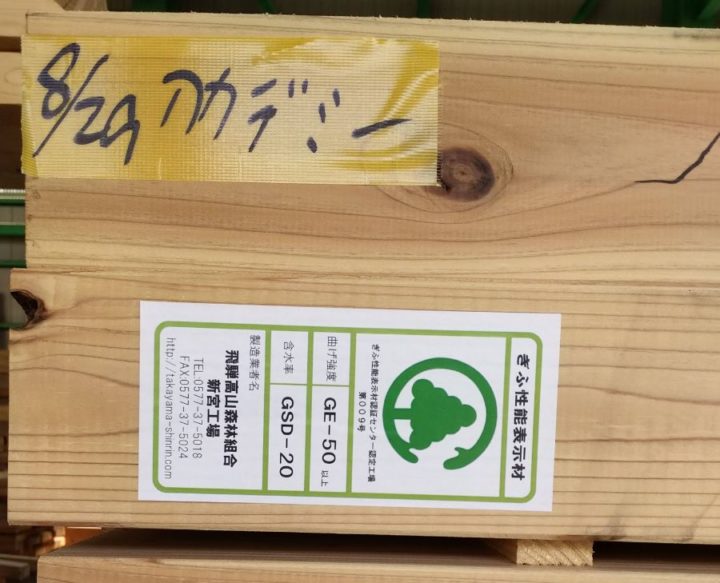 8/29 アカデミー
ぎふ性能表示材
ぎふ性能表示材認証センター認定工場
第009号
曲げ強度 GE-50 以上
含水率 GSD-20
製造業者名
飛騨高山森林組合
新宮工場
TEL:0577-37-5018
FAX:0577-37-5024
http://takayama-shinrin.com